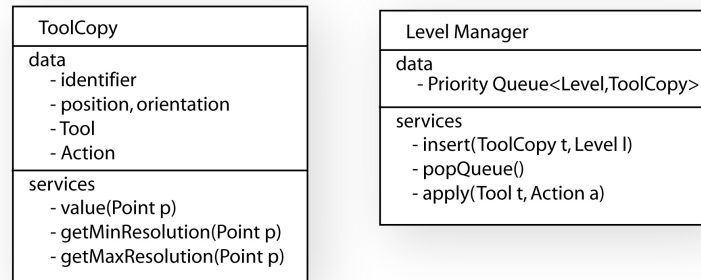 ToolCopy
data
- identifier
- position, orientation
- Tool
- Action
services
- value(Point p)
- getMinResolution(Point p)
- getMaxResolution(Point p)
Level Manager
data
- Priority Queue<Level,ToolCopy>
services
- insert(ToolCopy t, Level l)
- popQueue()
- apply(Tool t, Action a)